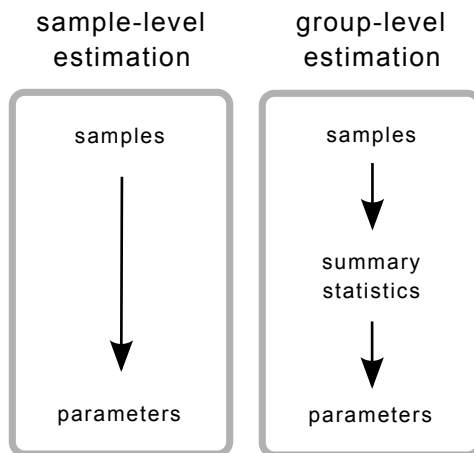 sample-level
estimation
samples
parameters
group-level
estimation
samples
summary
statistics
parameters